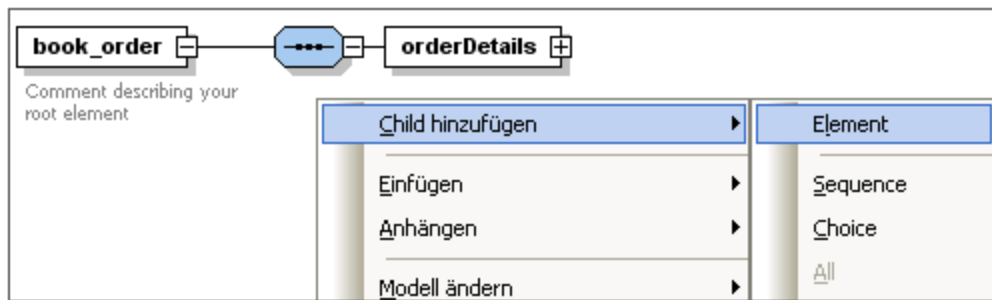 book_order
orderDetails
Comment describing your
root element
Child hinzufügen
Element
Einfügen
Sequence
Anhängen
Choice
All
Modell ändern